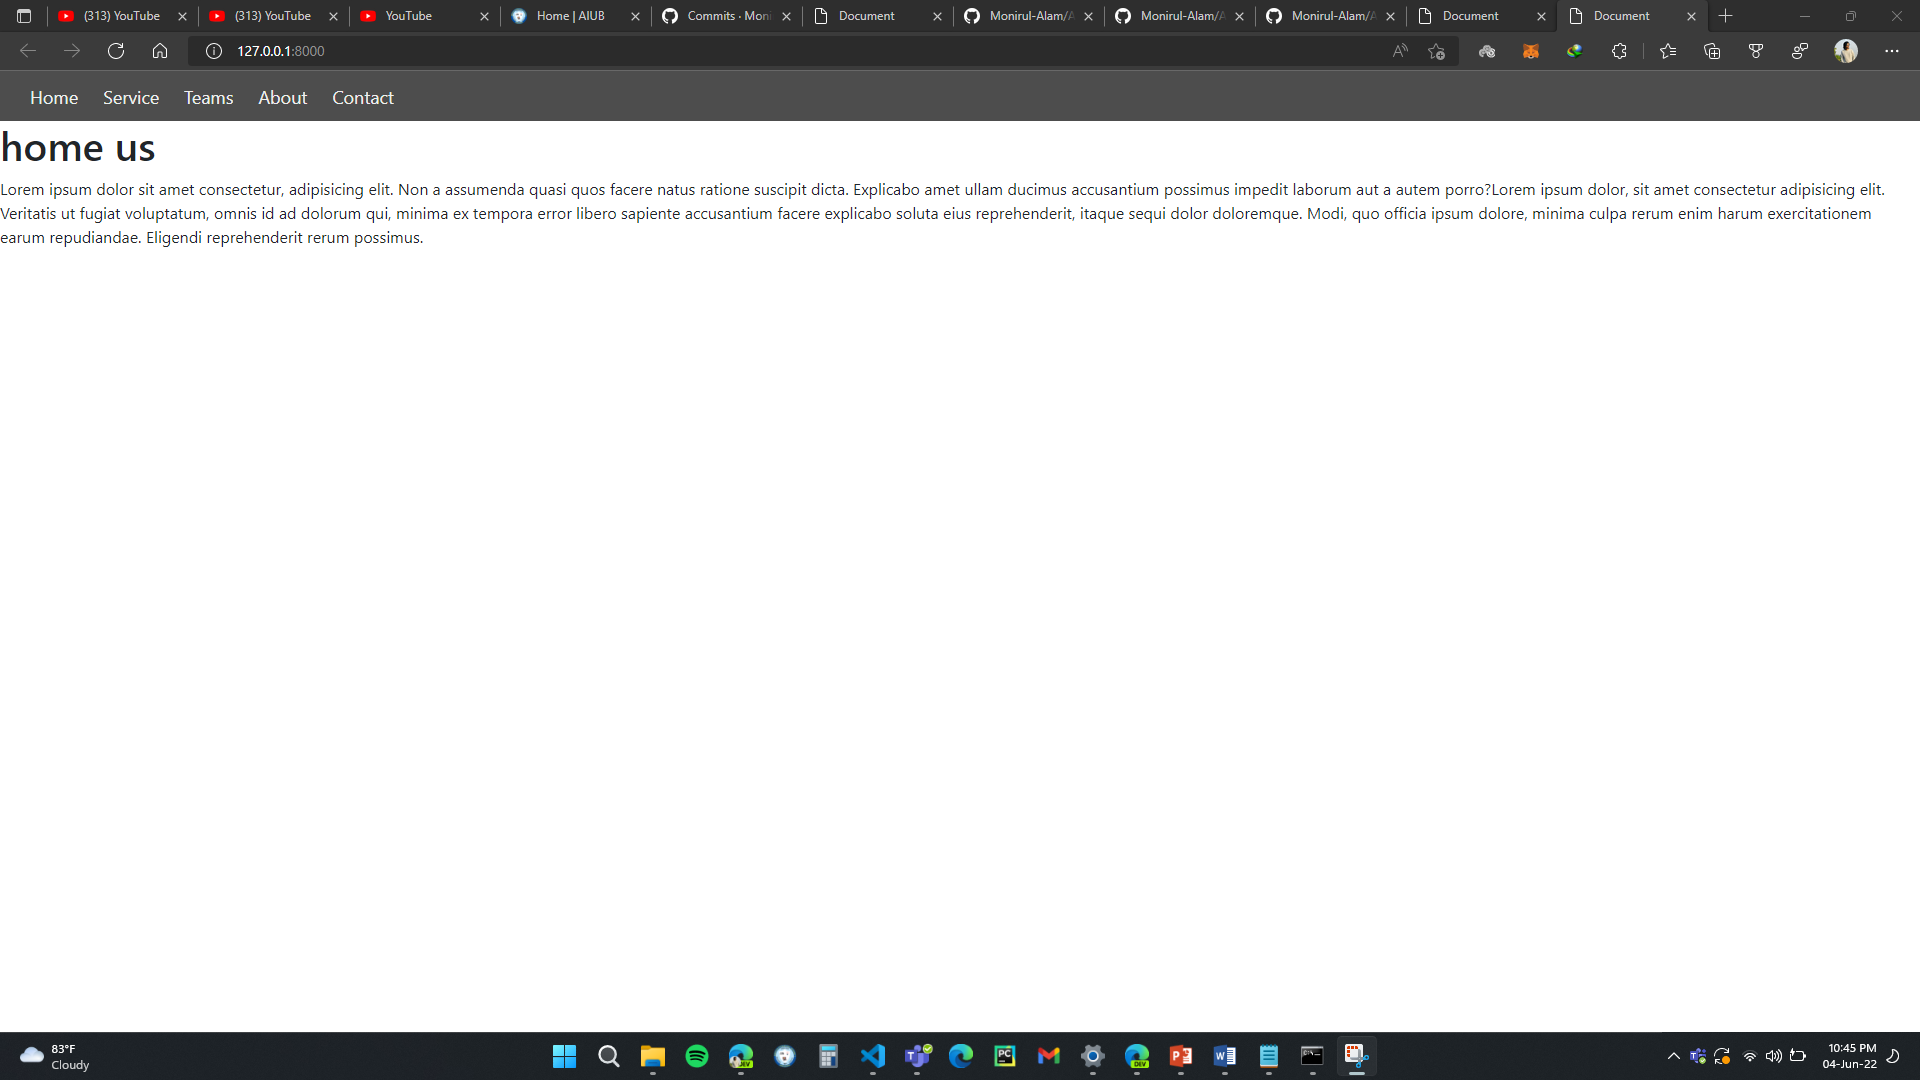 (313) YouTube
(313) YouTube
YouTube
Home | AIUB
Commits · Moni
Document
Monirul-Alam/A
Monirul-Alam/A
Monirul-Alam/A
Document
Document
127.0.0.1:8000
Home Service Teams About Contact
home us
Lorem ipsum dolor sit amet consectetur, adipisicing elit. Non a assumenda quasi quos facere natus ratione suscipit dicta. Explicabo amet ullam ducimus accusantium possimus impedit laborum aut a autem porro?Lorem ipsum dolor, sit amet consectetur adipisicing elit.
Veritatis ut fugiat voluptatum, omnis id ad dolorum qui, minima ex tempora error libero sapiente accusantium facere explicabo soluta eius reprehenderit, itaque sequi dolor doloremque. Modi, quo officia ipsum dolore, minima culpa rerum enim harum exercitationem
earum repudiandae. Eligendi reprehenderit rerum possimus.
83°F
Cloudy
10:45 PM
04-Jun-22